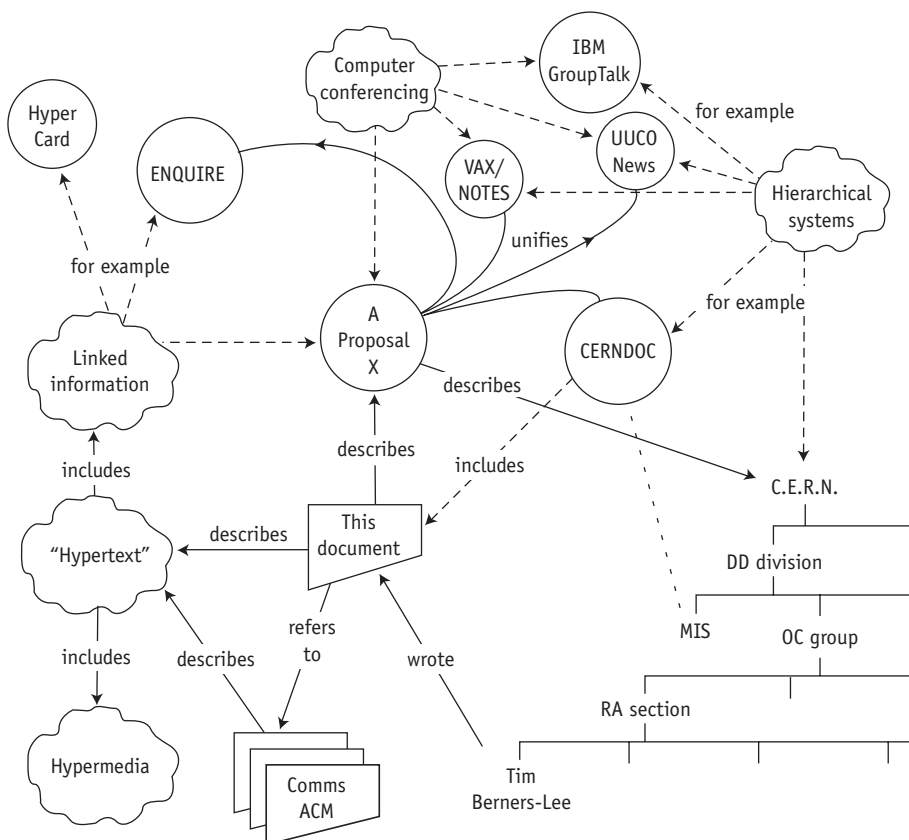 IBM
GroupTalk
Computer
conferencing
for example
Hyper
Card
UUCO
News
ENQUIRE
VAX/
NOTES
Hierarchical
systems
unifies
for example
for example
A
Proposal
X
CERNDOC
Linked
information
describes
describes
includes
includes
C.E.R.N.
This
document
describes
"Hypertext"
DD division
refers
to
MIS
OC group
includes
describes
wrote
RA section
Hypermedia
Comms
ACM
Tim
Berners-Lee